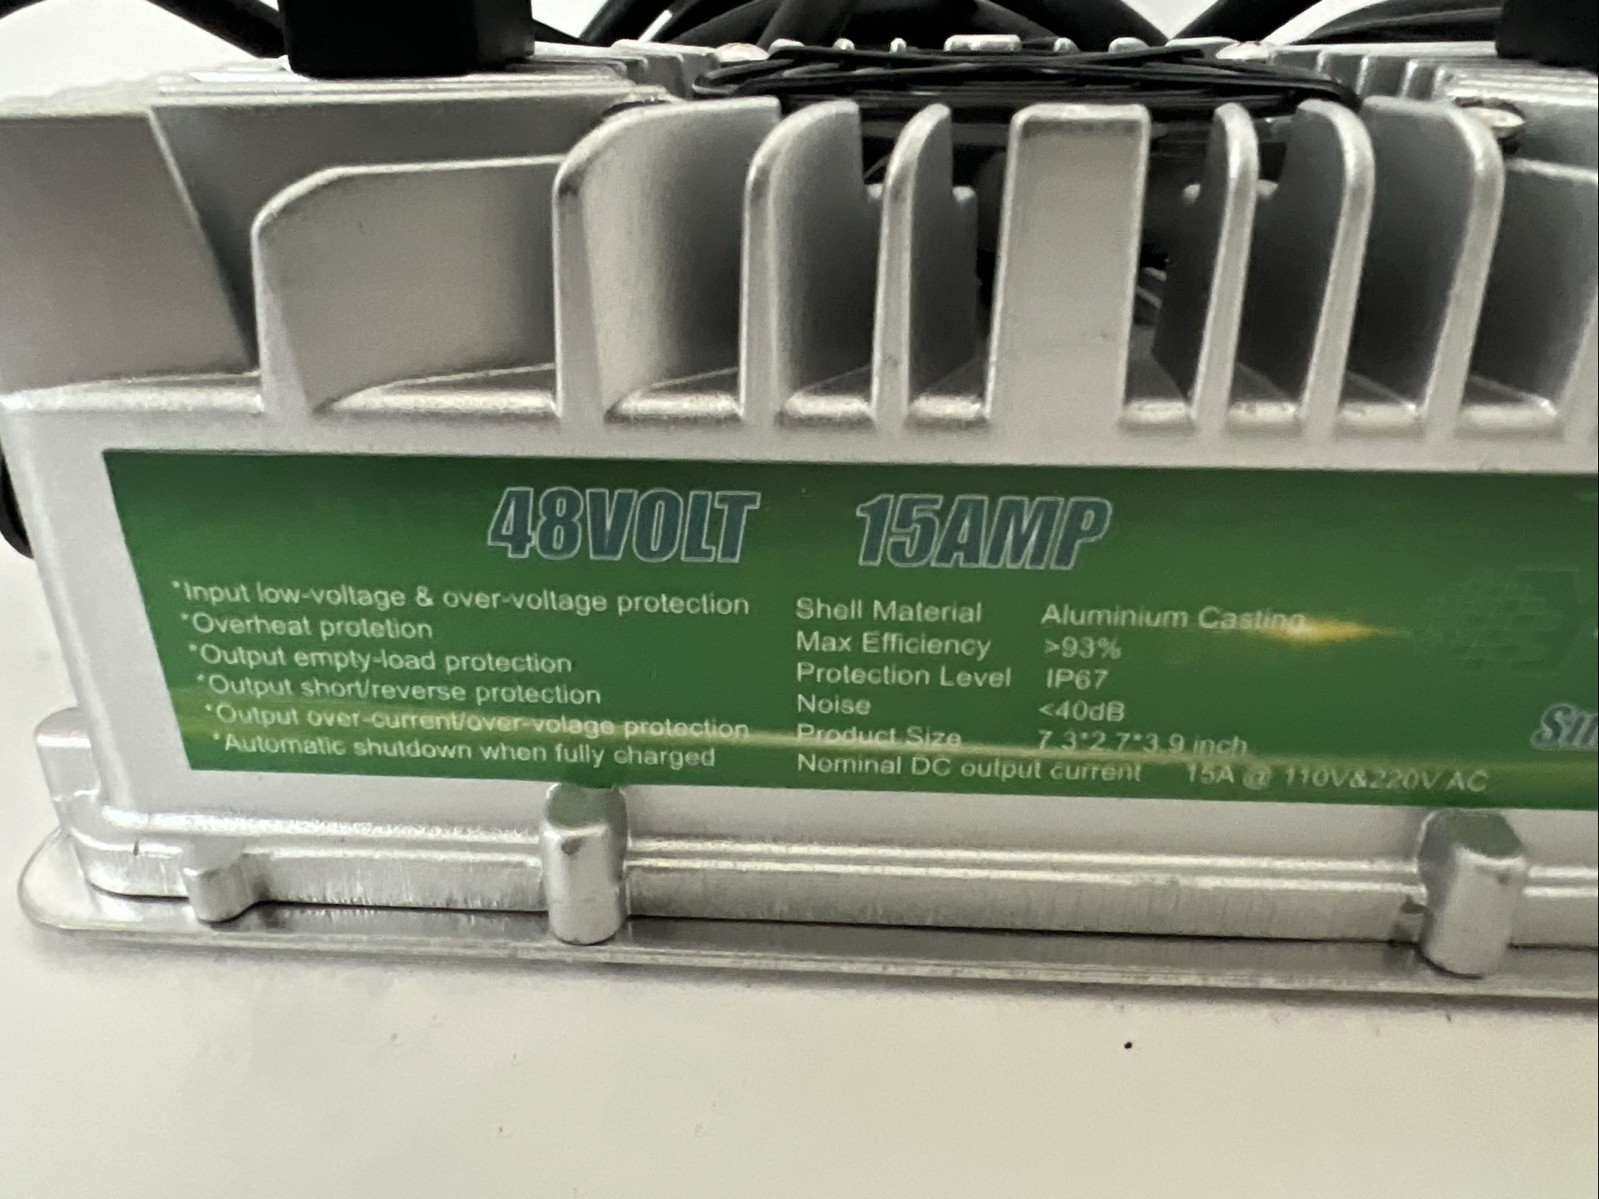 48VOLT 15AMP
*Input low-voltage & over-voltage protection
*Overheat protetion
*Output empty-load protection
*Output short/reverse protection
*Output over-current/over-volage protection
*Automatic shutdown when fully charged
Shell Material Aluminium Casting
Max Efficiency >93%
Protection Level IP67
Noise <40dB
Product Size 7.3*2.7*3.9 inch
Nominal DC output current 15A @ 110V&220V AC